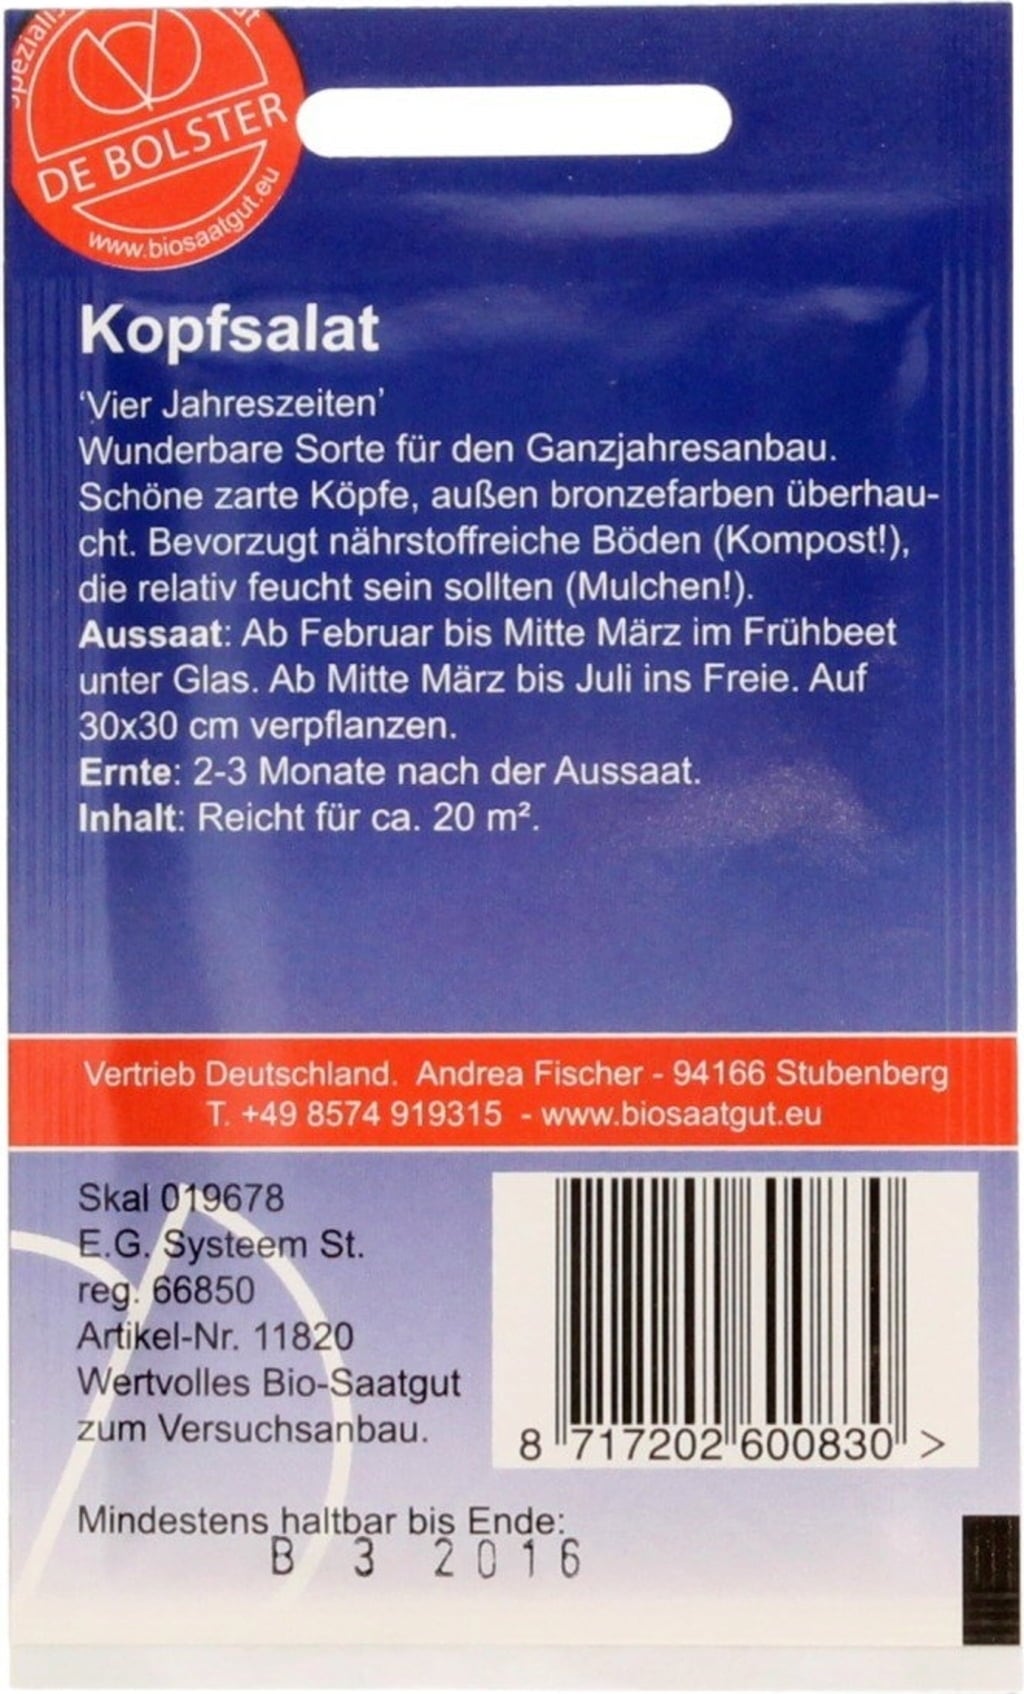 DE BOLSTER
www.biosaatgut.eu
Kopfsalat
‘Vier Jahreszeiten’
Wunderbare Sorte für den Ganzjahresanbau.
Schöne zarte Köpfe, außen bronzefarben überhau-
cht. Bevorzugt nährstoffreiche Böden (Kompost!),
die relativ feucht sein sollten (Mulchen!).
Aussaat: Ab Februar bis Mitte März im Frühbeet
unter Glas. Ab Mitte März bis Juli ins Freie. Auf
30x30 cm verpflanzen.
Ernte: 2-3 Monate nach der Aussaat.
Inhalt: Reicht für ca. 20 m².
Vertrieb Deutschland. Andrea Fischer - 94166 Stubenberg
T. +49 8574 919315 - www.biosaatgut.eu
Skal 019678
E.G. Systeem St.
reg. 66850
Artikel-Nr. 11820
Wertvolles Bio-Saatgut
zum Versuchsanbau.
8 717202 600830 >
Mindestens haltbar bis Ende:
B 3 2016